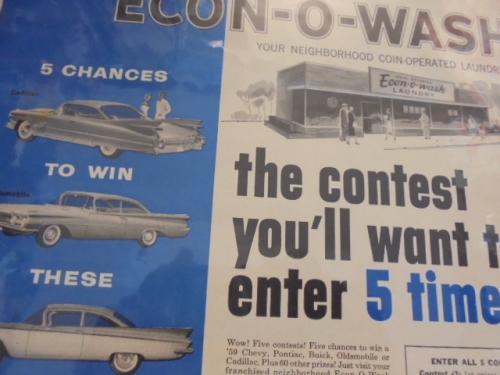 ECON-O-WASH
YOUR NEIGHBORHOOD COIN-OPERATED LAUNDRY
5 CHANCES
Cadillac
Econ-o-wash
LAUNDRY
TO WIN
the contest
you'll want t
enter 5 time
THESE
Wow! Five contests! Five chances to win a
'59 Chevy, Pontiac, Buick, Oldsmobile or
Cadillac. Plus 60 other prizes! Just visit your
franchised neighborhood Econ-O-Wash
ENTER ALL 5 CO